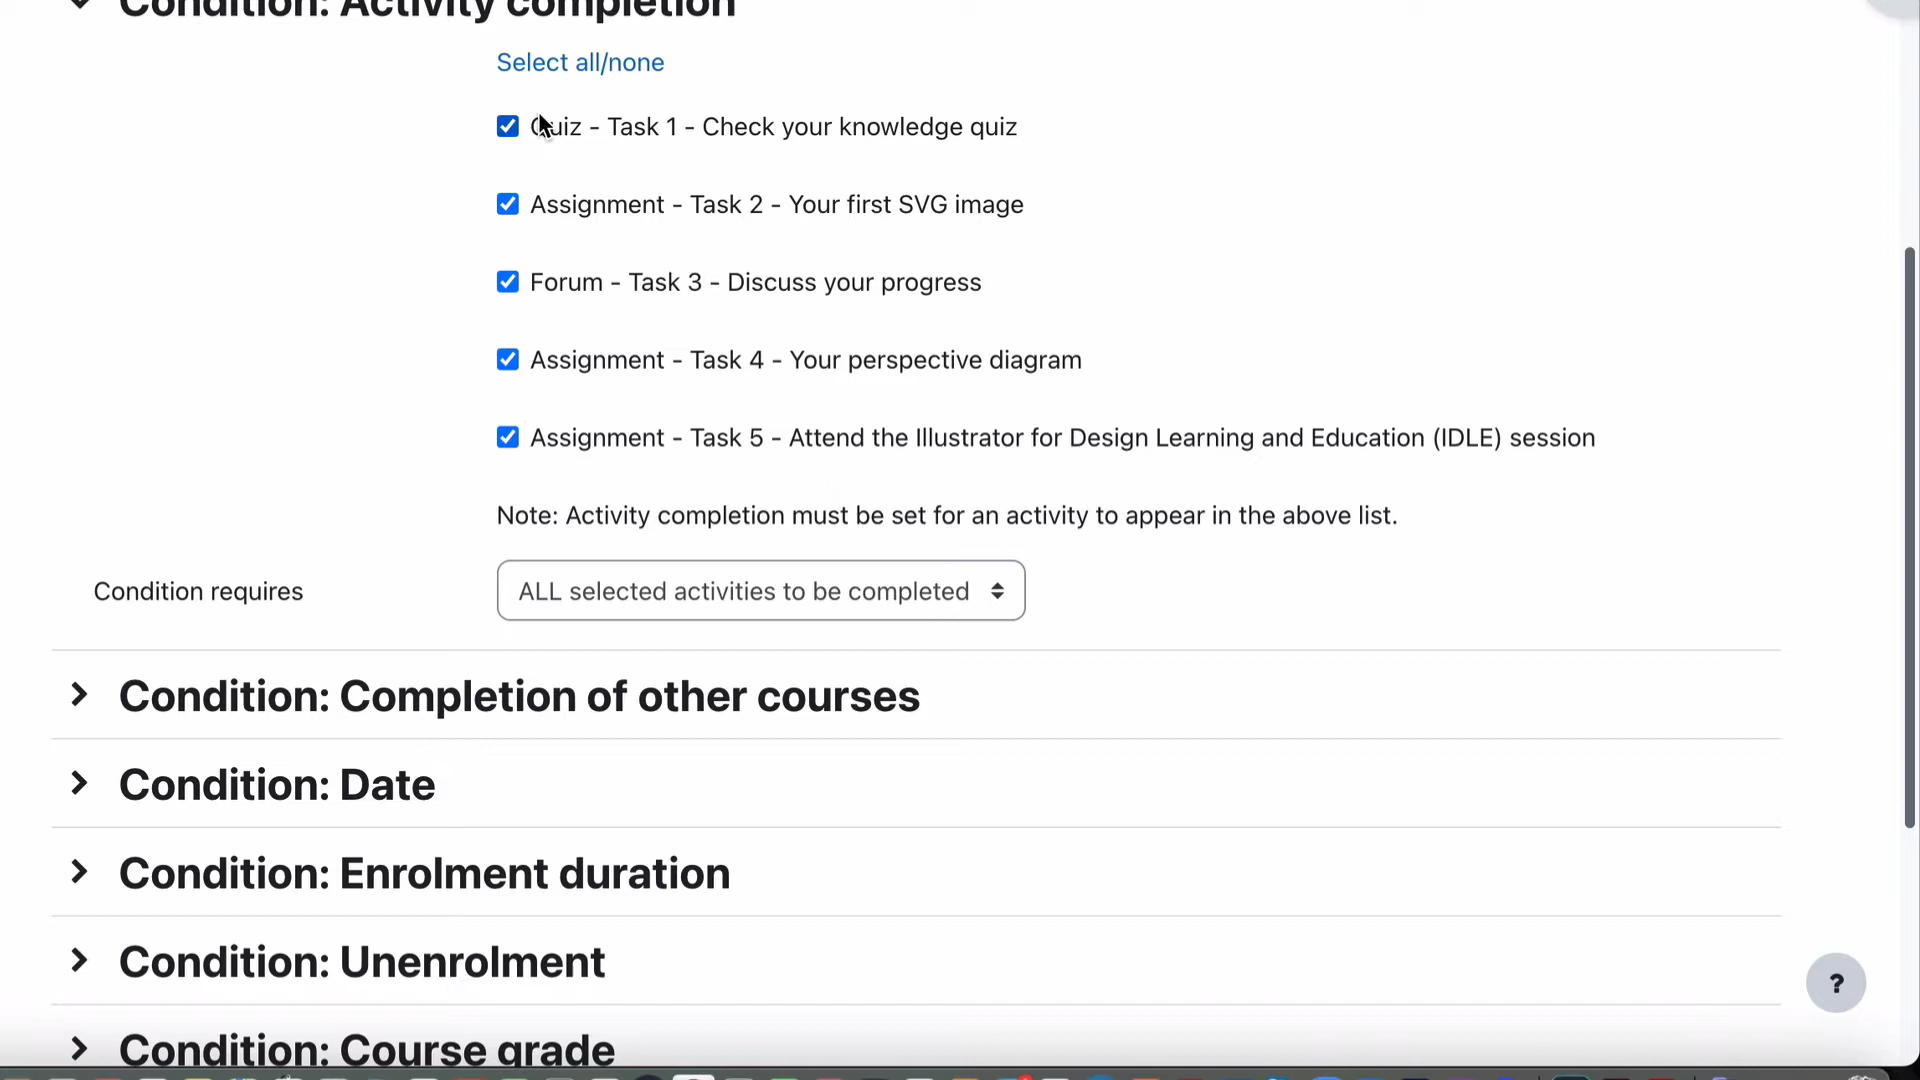 Condition: Activity completion
Select all/none
Quiz - Task 1 - Check your knowledge quiz
Assignment - Task 2 - Your first SVG image
Forum - Task 3 - Discuss your progress
Assignment - Task 4 - Your perspective diagram
Assignment - Task 5 - Attend the Illustrator for Design Learning and Education (IDLE) session
Note: Activity completion must be set for an activity to appear in the above list.
Condition requires ALL selected activities to be completed
Condition: Completion of other courses
Condition: Date
Condition: Enrolment duration
Condition: Unenrolment
?
Condition: Course grade